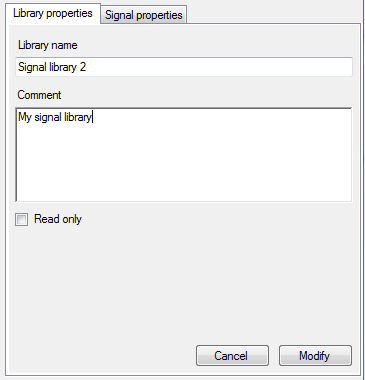 Library properties Signal properties
Library name
Signal library 2
Comment
My signal library
Read only
Cancel Modify